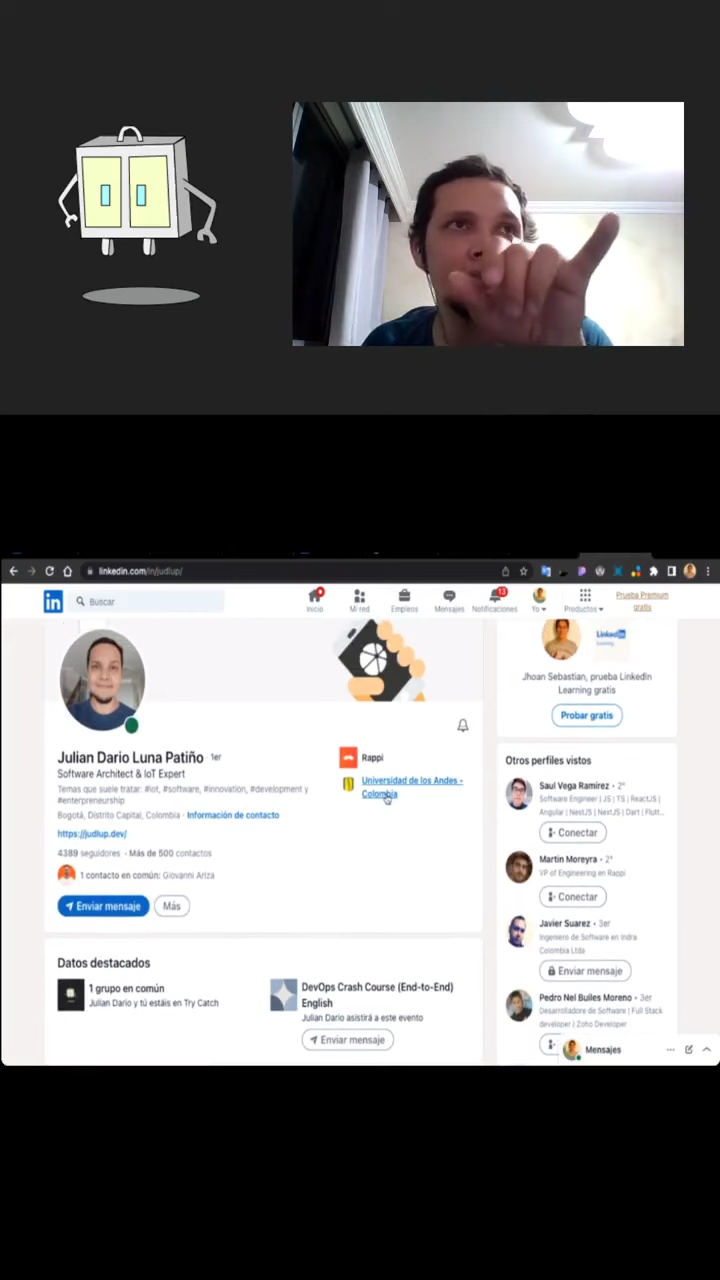 linkedin.com/in/judlup/
in
Buscar
Inicio
Mi red
Empleos
Mensajes
13
Notificaciones
Yo
Productos
Prueba Premium
gratis
Julian Dario Luna Patiño · 1er
Software Architect & IoT Expert
Temas que suele tratar: #iot, #software, #innovation, #development y
#enterpreneurship
Bogotá, Distrito Capital, Colombia · Información de contacto
https://judlup.dev/
4389 seguidores · Más de 500 contactos
1 contacto en común: Giovanni Ariza
Enviar mensaje
Más
Rappi
Universidad de los Andes -
Colombia
Datos destacados
1 grupo en común
Julian Dario y tú estáis en Try Catch
DevOps Crash Course (End-to-End)
English
Julian Dario asistirá a este evento
Enviar mensaje
Linkedin
Jhoan Sebastian, prueba LinkedIn
Learning gratis
Probar gratis
Otros perfiles vistos
Saul Vega Ramirez · 2º
Software Engineer | JS | TS | ReactJS |
Angular | NestJS | NextJS | Dart | Flutt...
Conectar
Martin Moreyra · 2º
VP of Engineering en Rappi
Conectar
Javier Suarez · 3er
Ingeniero de Software en Indra
Colombia Ltda
Enviar mensaje
Pedro Nel Builes Moreno · 3er
Desarrolladore de Software | Full Stack
developer | Zoho Developer
Mensajes